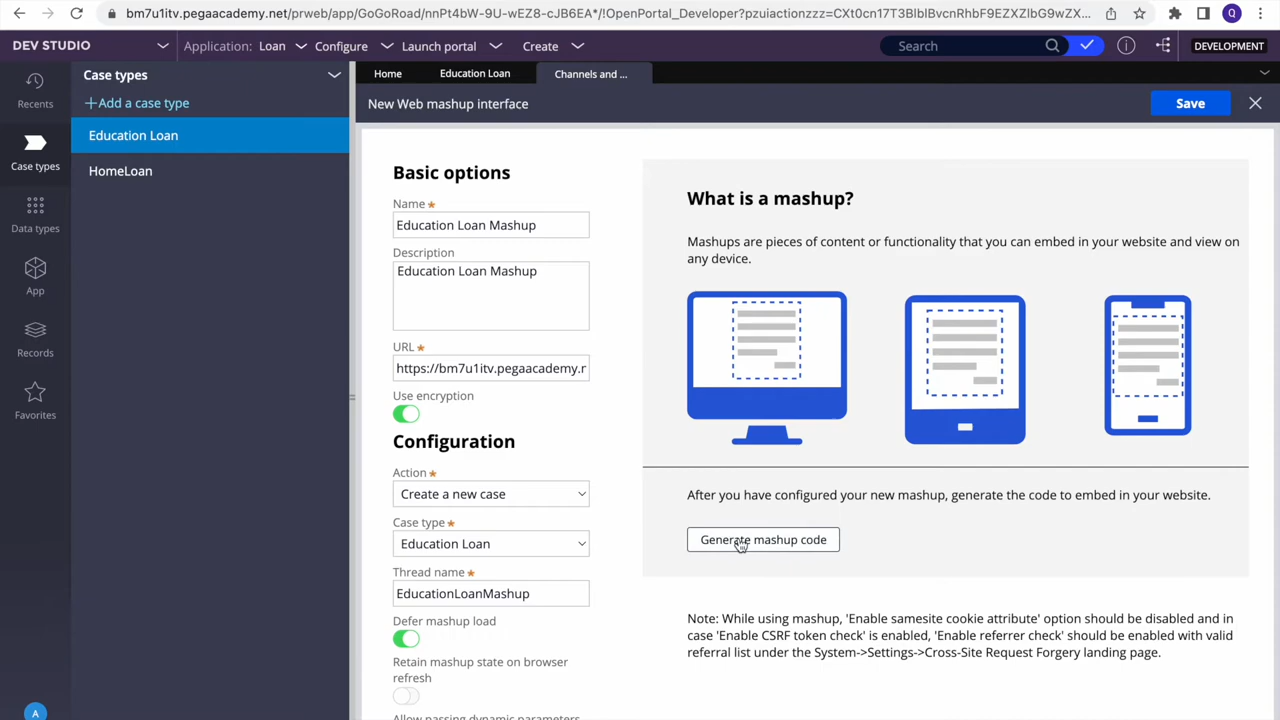 bm7u1itv.pegaacademy.net/prweb/app/GoGoRoad/nnPt4bW-9U-wEZ8-cJB6EA*/!OpenPortal_Developer?pzuiactionzzz=CXt0cn17T3BlblBvcnRhbF9EZXZlbG9wZX...
Q
DEV STUDIO
Application: Loan
Configure
Launch portal
Create
Search
DEVELOPMENT
Recents
Case types
Data types
App
Records
Favorites
A
Case types
+Add a case type
Education Loan
HomeLoan
Home
Education Loan
Channels and ...
New Web mashup interface
Save
Basic options
Name
Education Loan Mashup
Description
Education Loan Mashup
URL
https://bm7u1itv.pegaacademy.r
Use encryption
Configuration
Action
Create a new case
Case type
Education Loan
Thread name
EducationLoanMashup
Defer mashup load
Retain mashup state on browser
refresh
Allow passing dynamic parameters
What is a mashup?
Mashups are pieces of content or functionality that you can embed in your website and view on
any device.
After you have configured your new mashup, generate the code to embed in your website.
Generate mashup code
Note: While using mashup, 'Enable samesite cookie attribute' option should be disabled and in
case 'Enable CSRF token check' is enabled, 'Enable referrer check' should be enabled with valid
referral list under the System->Settings->Cross-Site Request Forgery landing page.